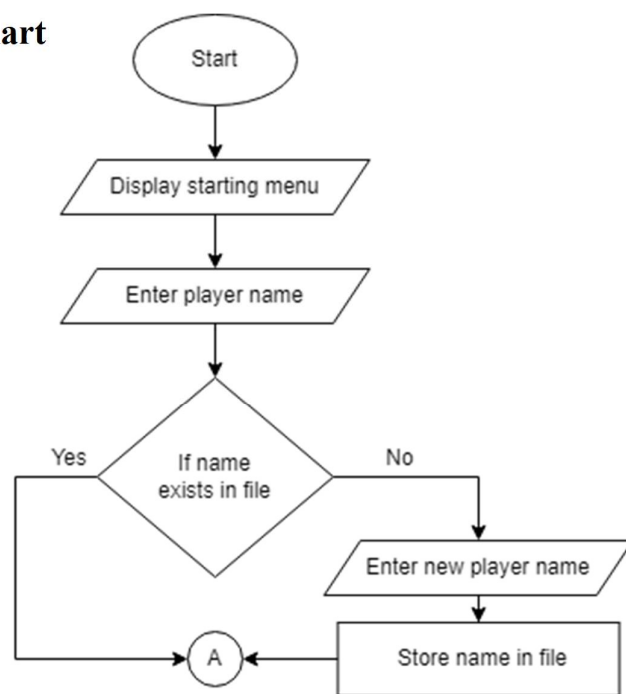 art
Start
Display starting menu
Enter player name
If name
exists in file
Yes
No
Enter new player name
Store name in file
A